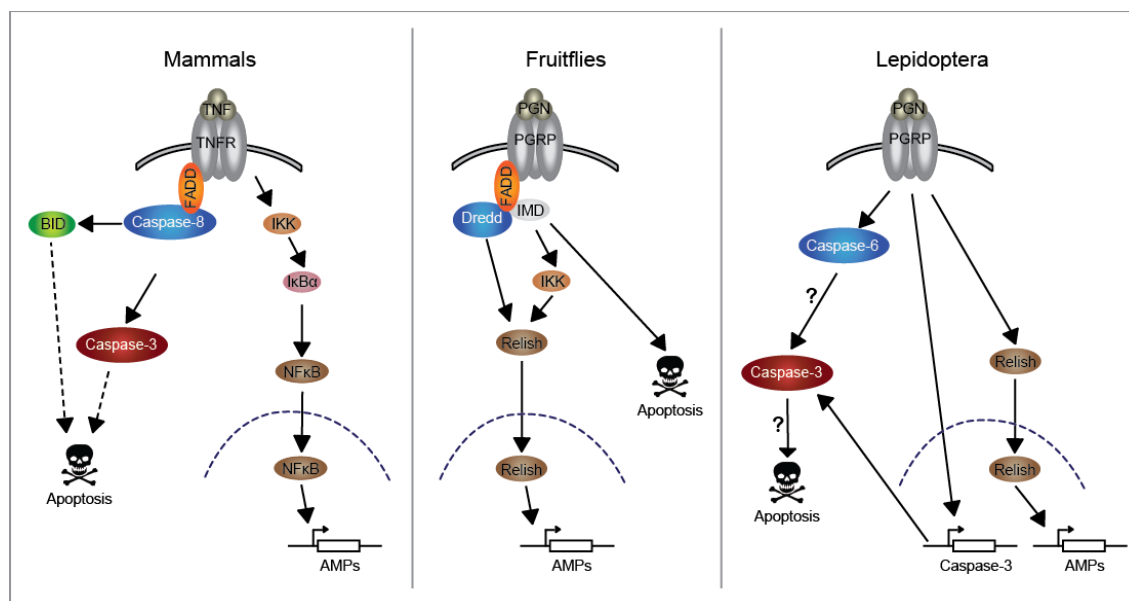 Mammals
TNF
TNFR
FADD
BID
Caspase-8
IKK
IκBα
Caspase-3
NFκB
NFκB
Apoptosis
AMPs
Fruitflies
PGN
PGRP
FADD
Dredd
IMD
IKK
Relish
Apoptosis
Relish
AMPs
Lepidoptera
PGN
PGRP
Caspase-6
?
Caspase-3
Relish
?
Relish
Apoptosis
Caspase-3
AMPs